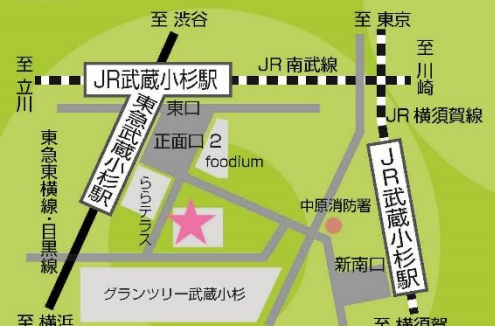 至 渋谷
至 東京
至 立川
JR武蔵小杉駅
JR 南武線
至 川崎
東口
JR 横須賀線
正面口 2
foodium
東急武蔵小杉駅
東急東横線・目黒線
ららテラス
中原消防署
JR武蔵小杉駅
新南口
グランツリー武蔵小杉
至 横浜
至 横須賀